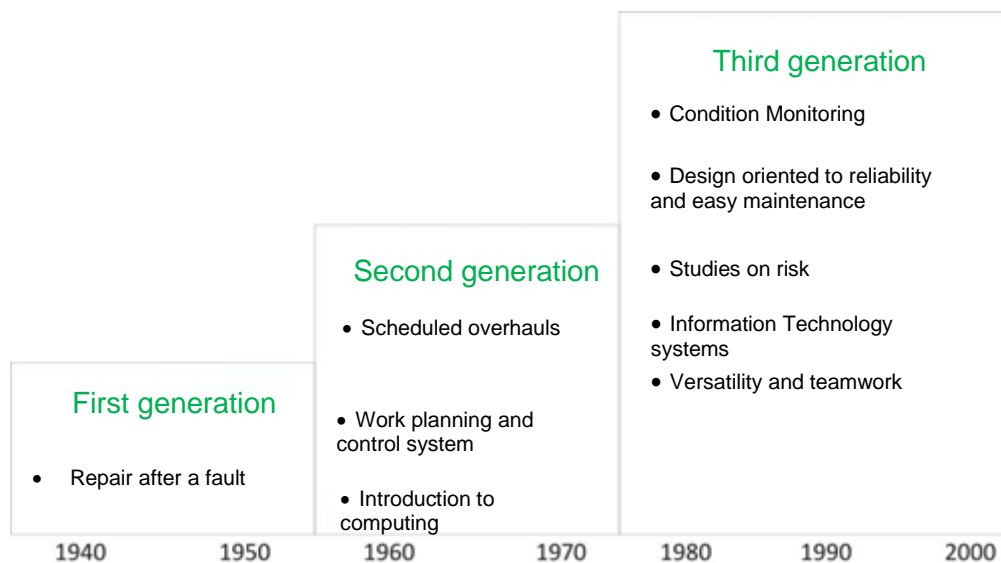 Third generation
• Condition Monitoring
• Design oriented to reliability
and easy maintenance
• Studies on risk
• Information Technology
systems
• Versatility and teamwork
Second generation
• Scheduled overhauls
• Work planning and
control system
• Introduction to
computing
First generation
• Repair after a fault
1940 1950 1960 1970 1980 1990 2000